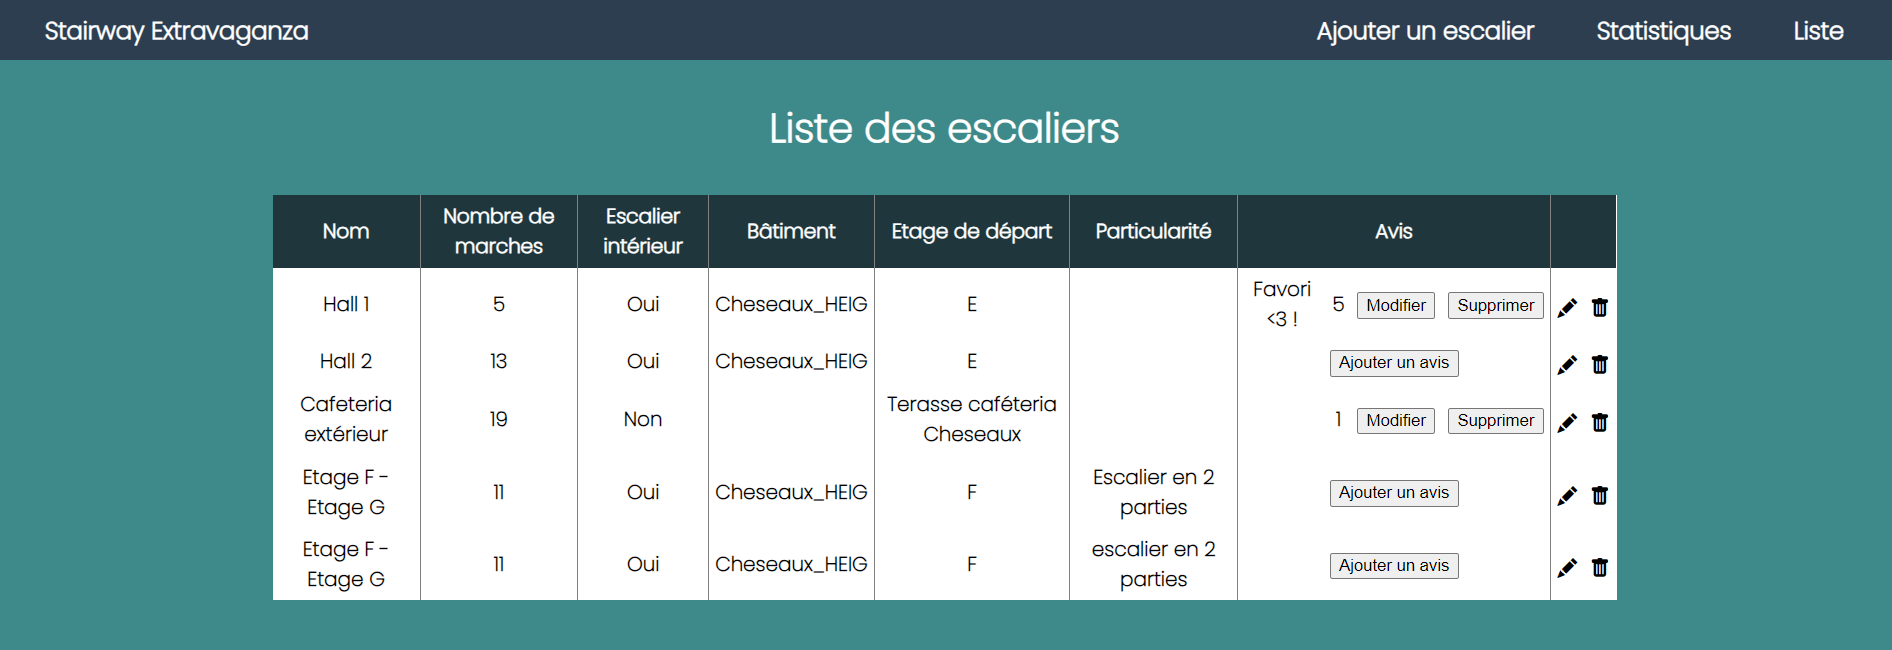 Stairway Extravaganza Ajouter un escalier Statistiques Liste
Liste des escaliers
Nom Nombre de marches Escalier intérieur Bâtiment Etage de départ Particularité Avis
Hall 1 5 Oui Cheseaux_HEIG E Favori <3 ! 5 Modifier Supprimer
Hall 2 13 Oui Cheseaux_HEIG E Ajouter un avis
Cafeteria extérieur 19 Non Terasse caféteria Cheseaux 1 Modifier Supprimer
Etage F - Etage G 11 Oui Cheseaux_HEIG F Escalier en 2 parties Ajouter un avis
Etage F - Etage G 11 Oui Cheseaux_HEIG F escalier en 2 parties Ajouter un avis